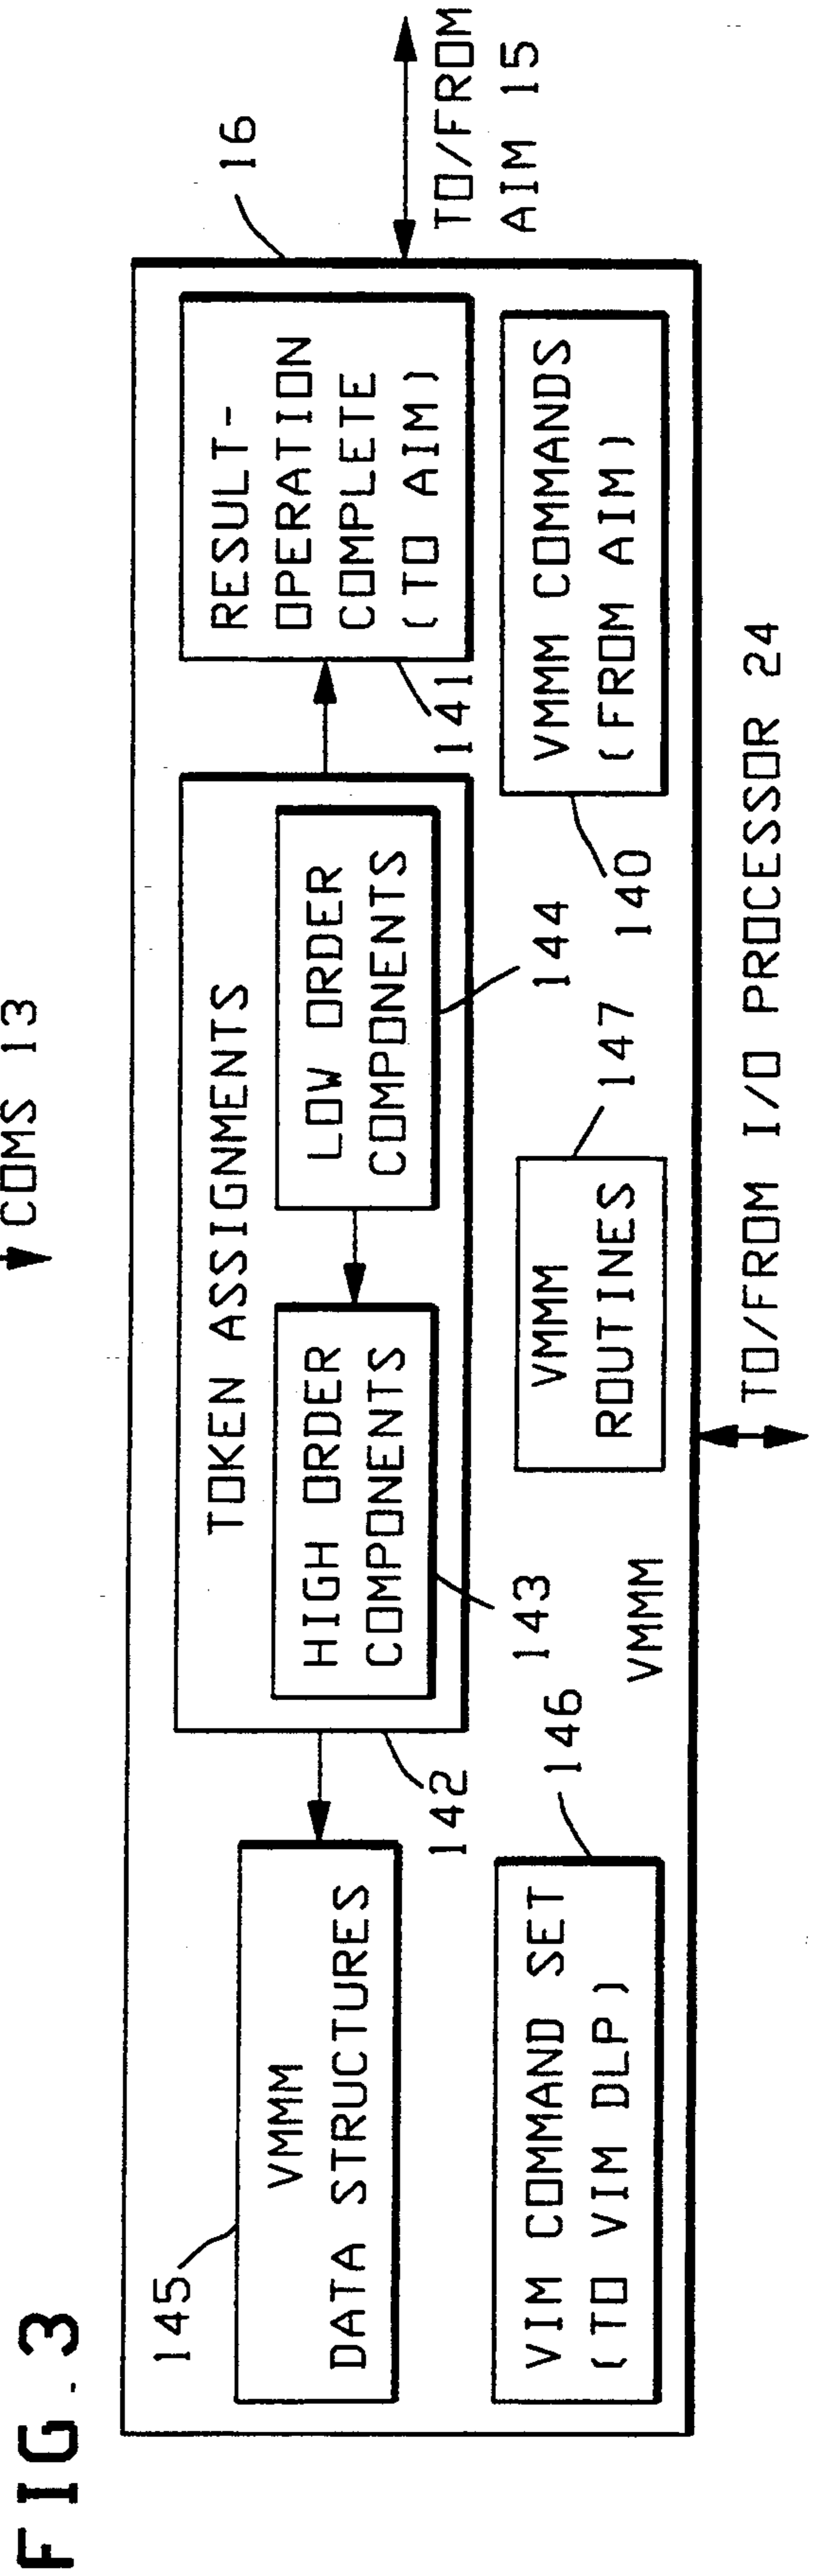 COMS 13
FIG. 3
145
VMMM
DATA STRUCTURES
TOKEN ASSIGNMENTS
HIGH ORDER
COMPONENTS
LOW ORDER
COMPONENTS
142
143
144
RESULT-
OPERATION
COMPLETE
(TO AIM)
141
16
TO/FROM
AIM 15
VIM COMMAND SET
(TO VIM DLP)
146
VMMM
VMMM
ROUTINES
147
VMMM COMMANDS
(FROM AIM)
140
TO/FROM I/O PROCESSOR 24